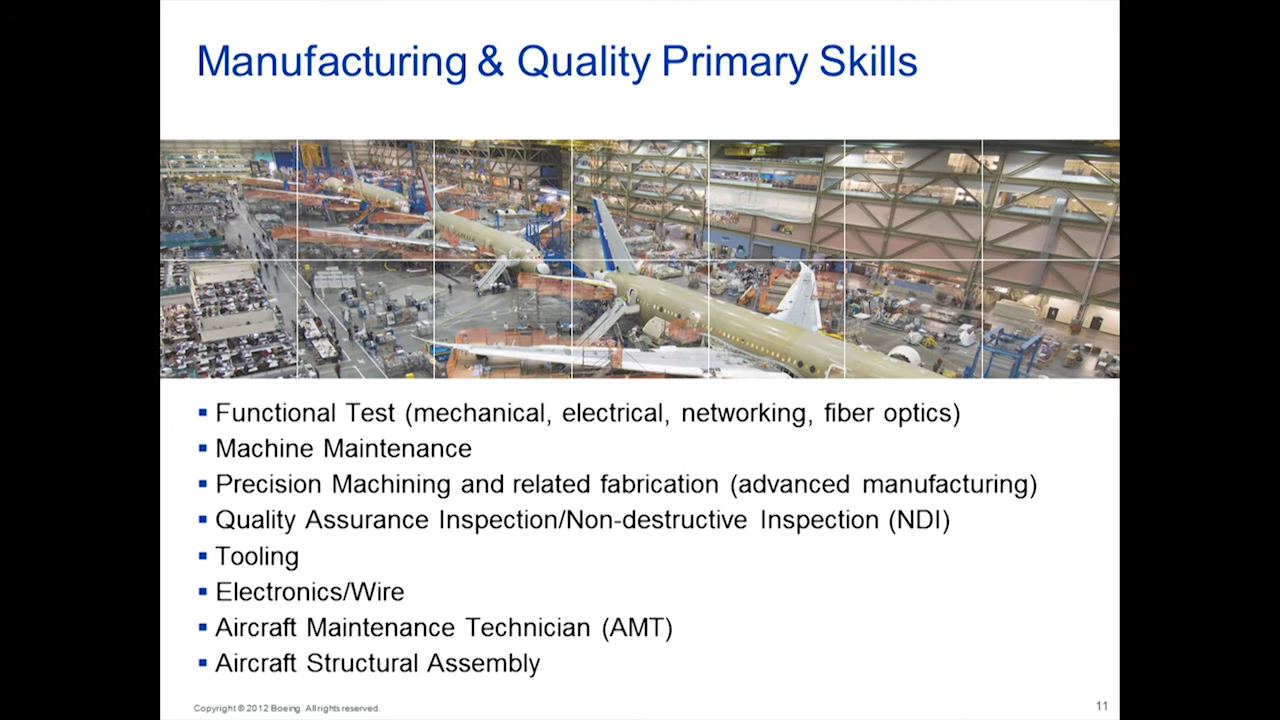 Manufacturing & Quality Primary Skills
▪ Functional Test (mechanical, electrical, networking, fiber optics)
▪ Machine Maintenance
▪ Precision Machining and related fabrication (advanced manufacturing)
▪ Quality Assurance Inspection/Non-destructive Inspection (NDI)
▪ Tooling
▪ Electronics/Wire
▪ Aircraft Maintenance Technician (AMT)
▪ Aircraft Structural Assembly
Copyright © 2012 Boeing. All rights reserved.
11